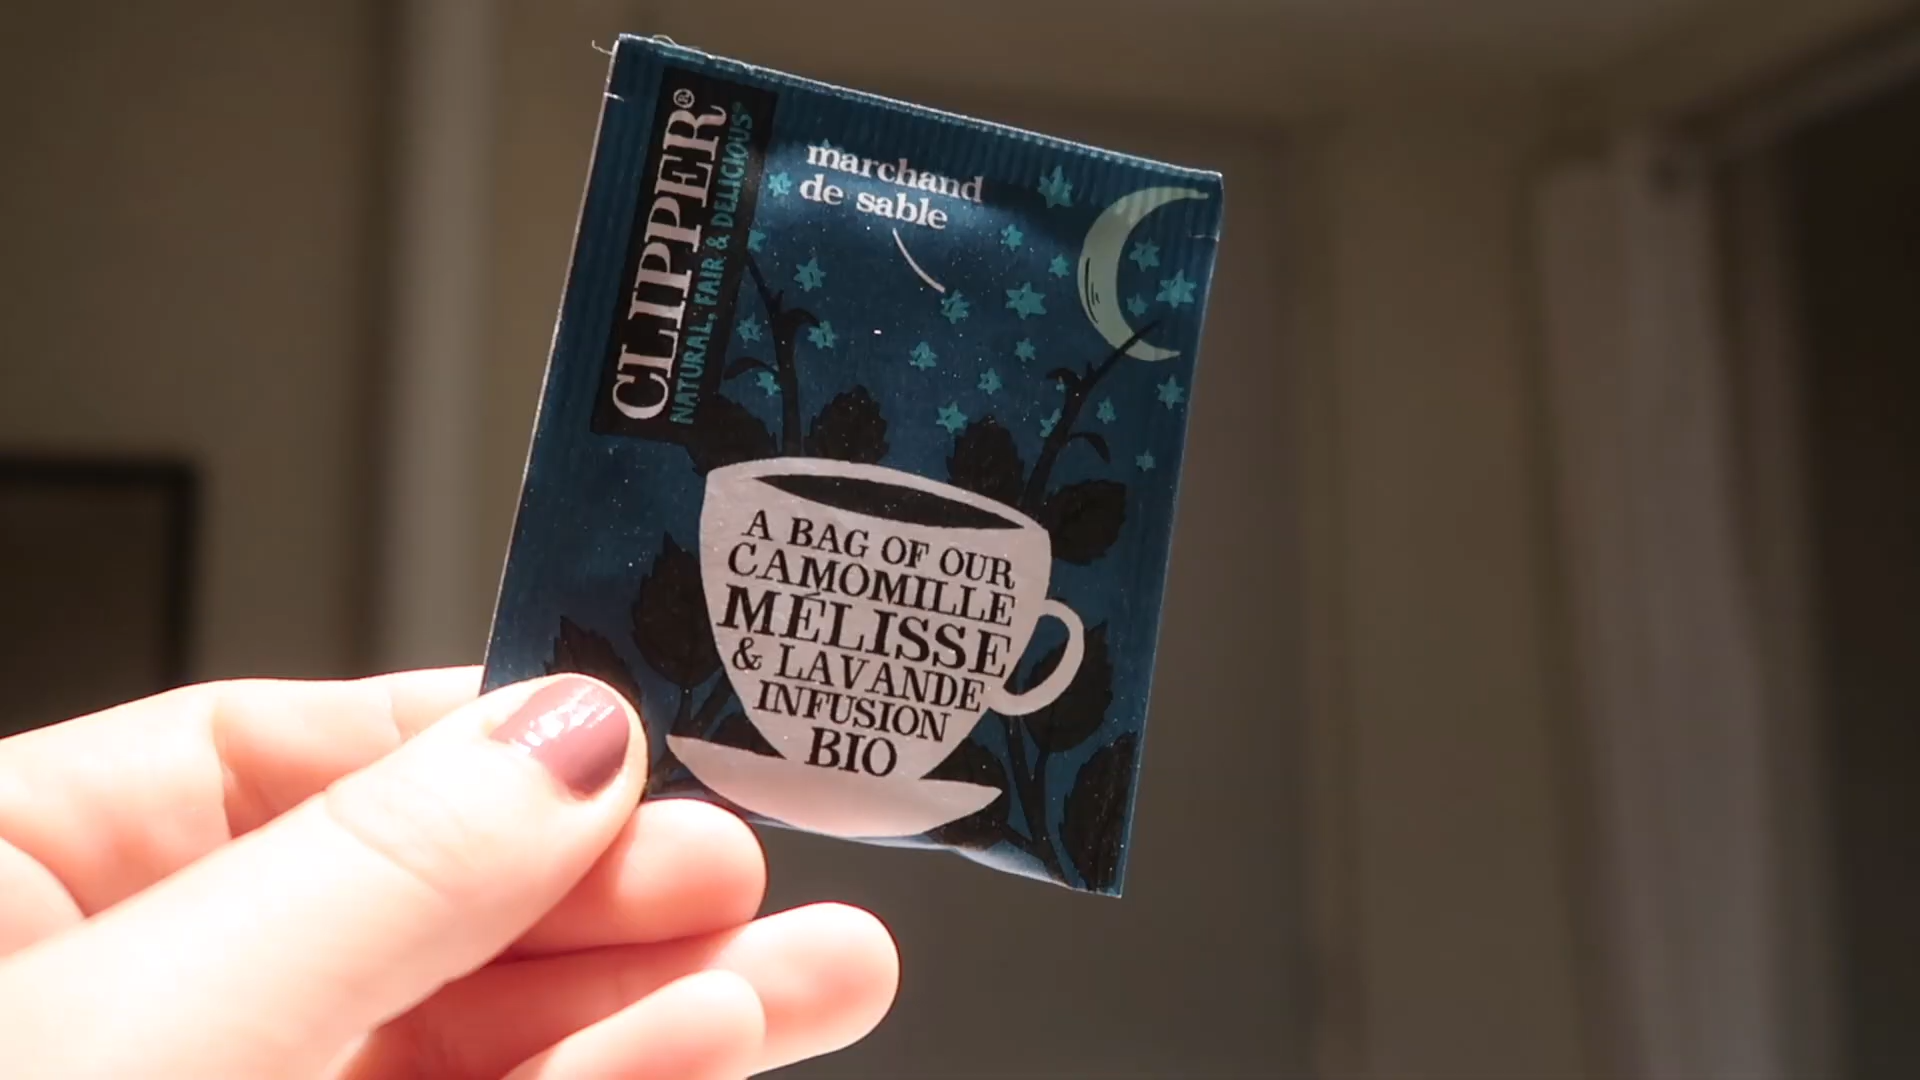 CLIPPER®
NATURAL, FAIR & DELICIOUS®
marchand
de sable
A BAG OF OUR
CAMOMILLE
MÉLISSE
& LAVANDE
INFUSION
BIO